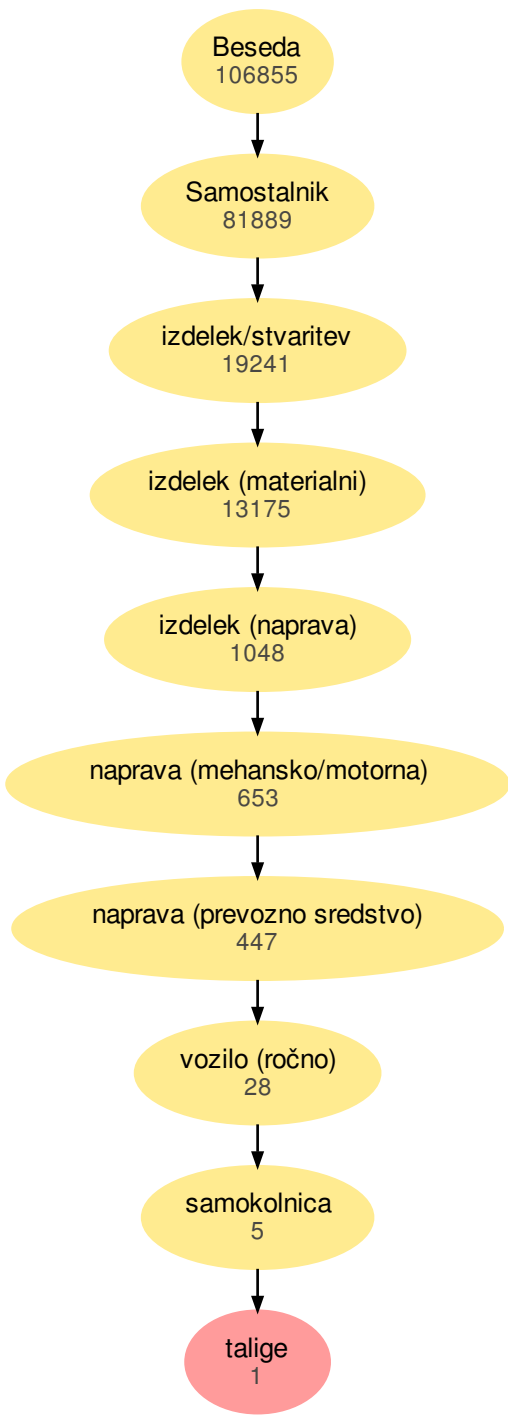 Beseda
106855
Samostalnik
81889
izdelek/stvaritev
19241
izdelek (materialni)
13175
izdelek (naprava)
1048
naprava (mehansko/motorna)
653
naprava (prevozno sredstvo)
447
vozilo (ročno)
28
samokolnica
5
talige
1